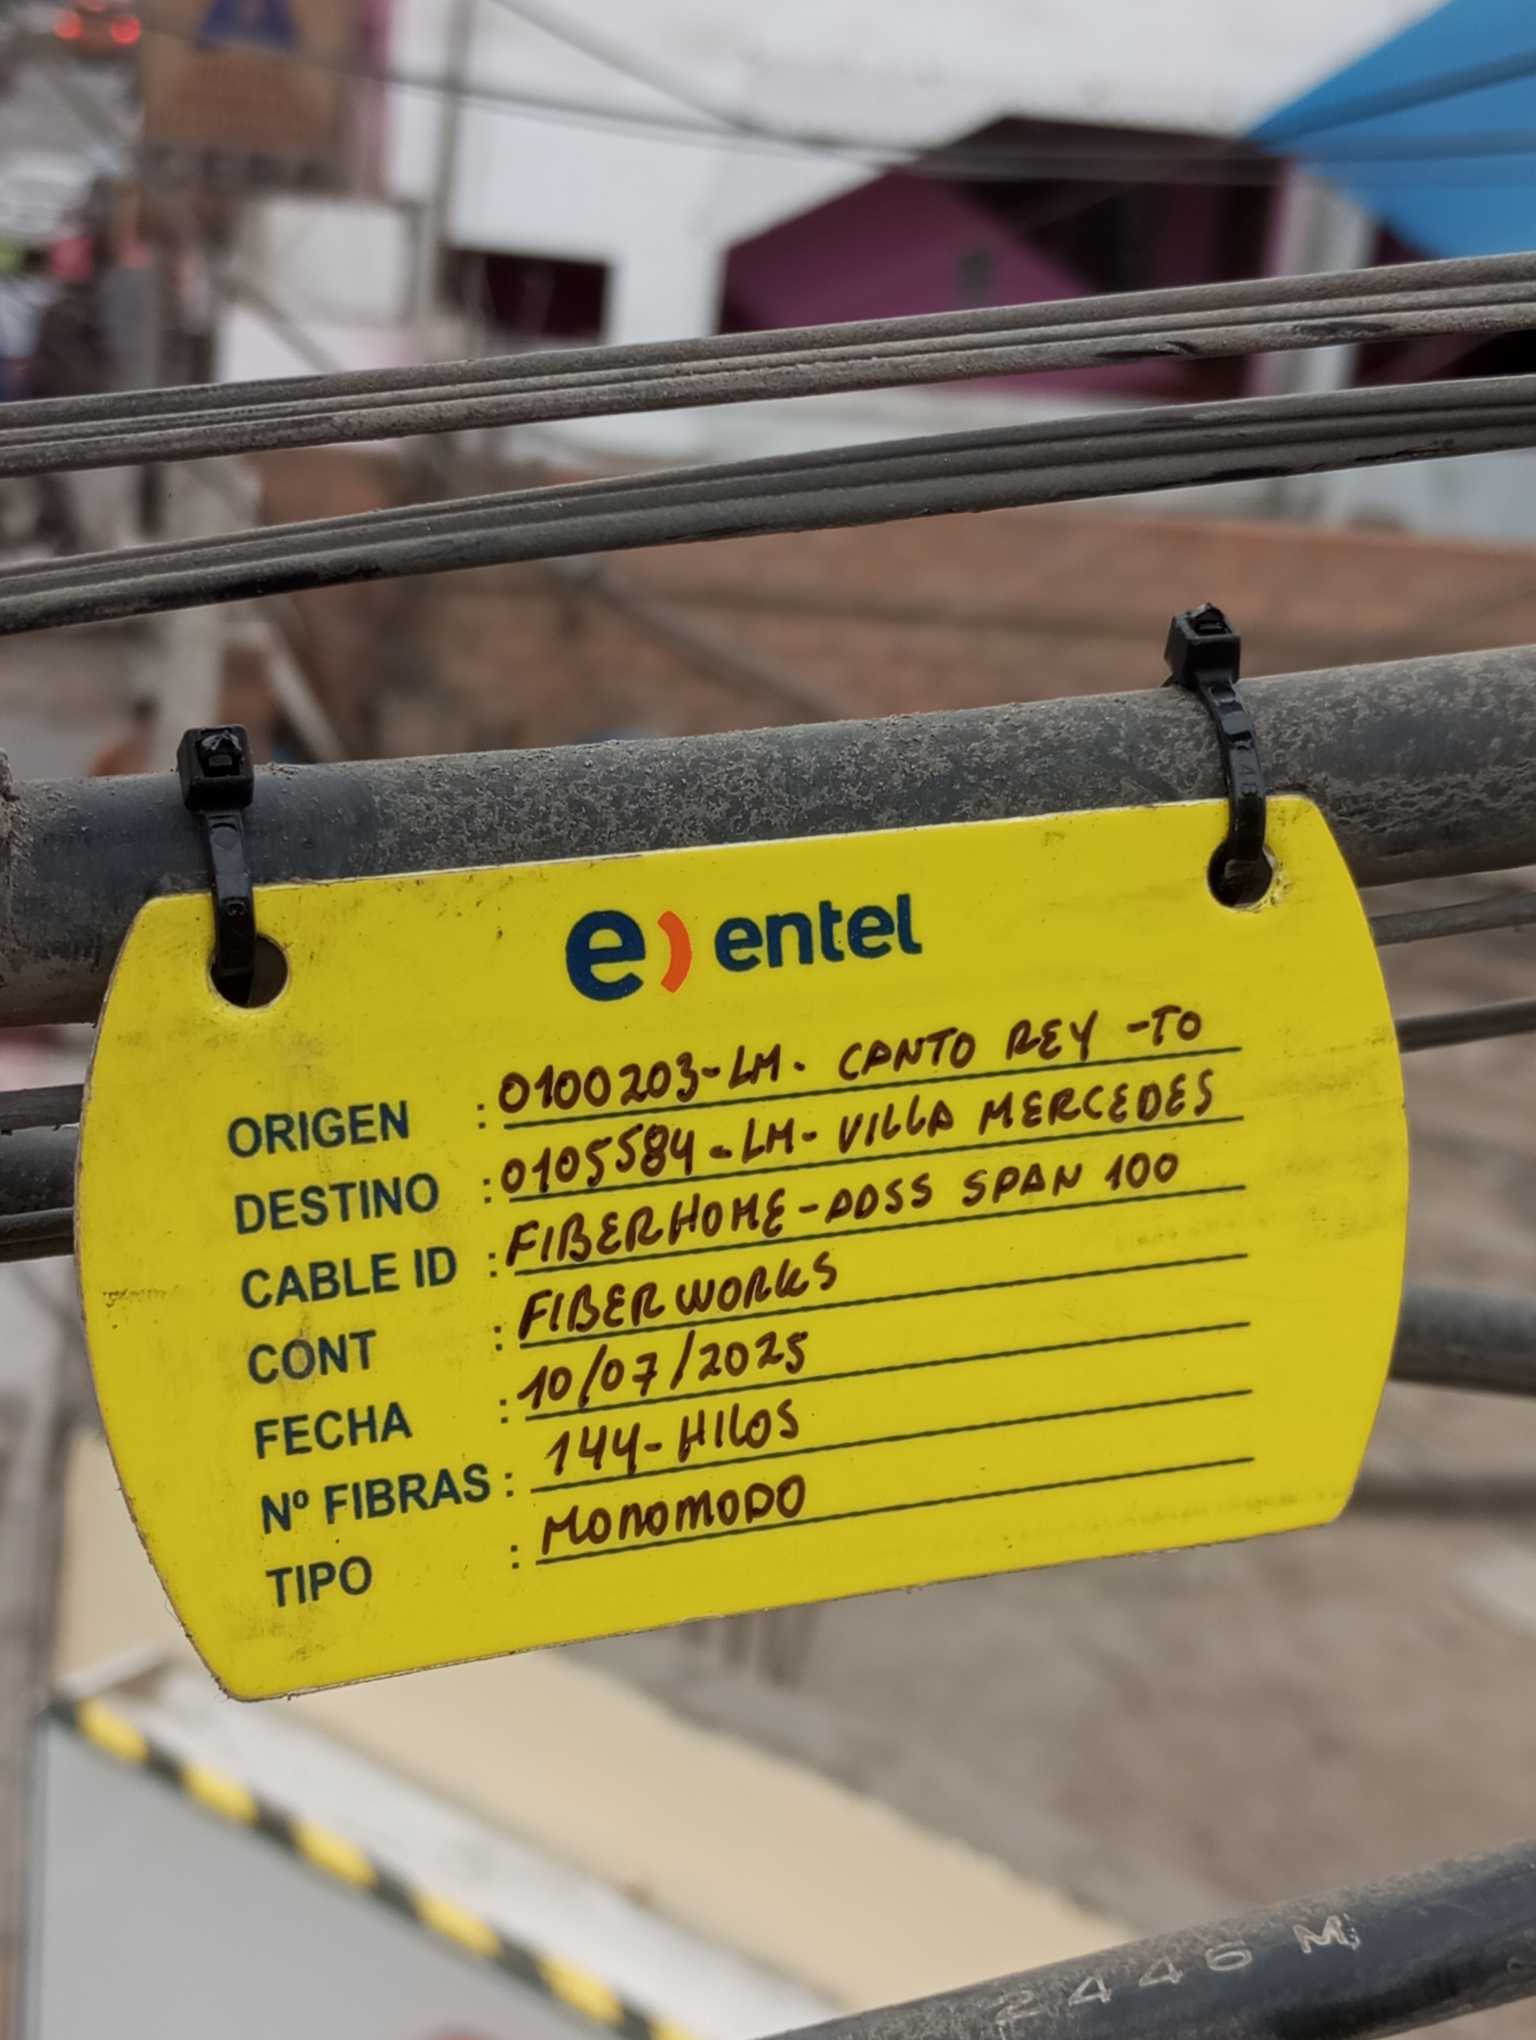 e) entel
ORIGEN : 0100203-LM. CANTO REY -TO
DESTINO : 0105584-LM-VILLA MERCEDES
CABLE ID : FIBERHOME-ADSS SPAN 100
CONT : FIBERWORKS
FECHA : 10/07/2025
Nº FIBRAS : 144-HILOS
TIPO : MONOMODO
2446 M